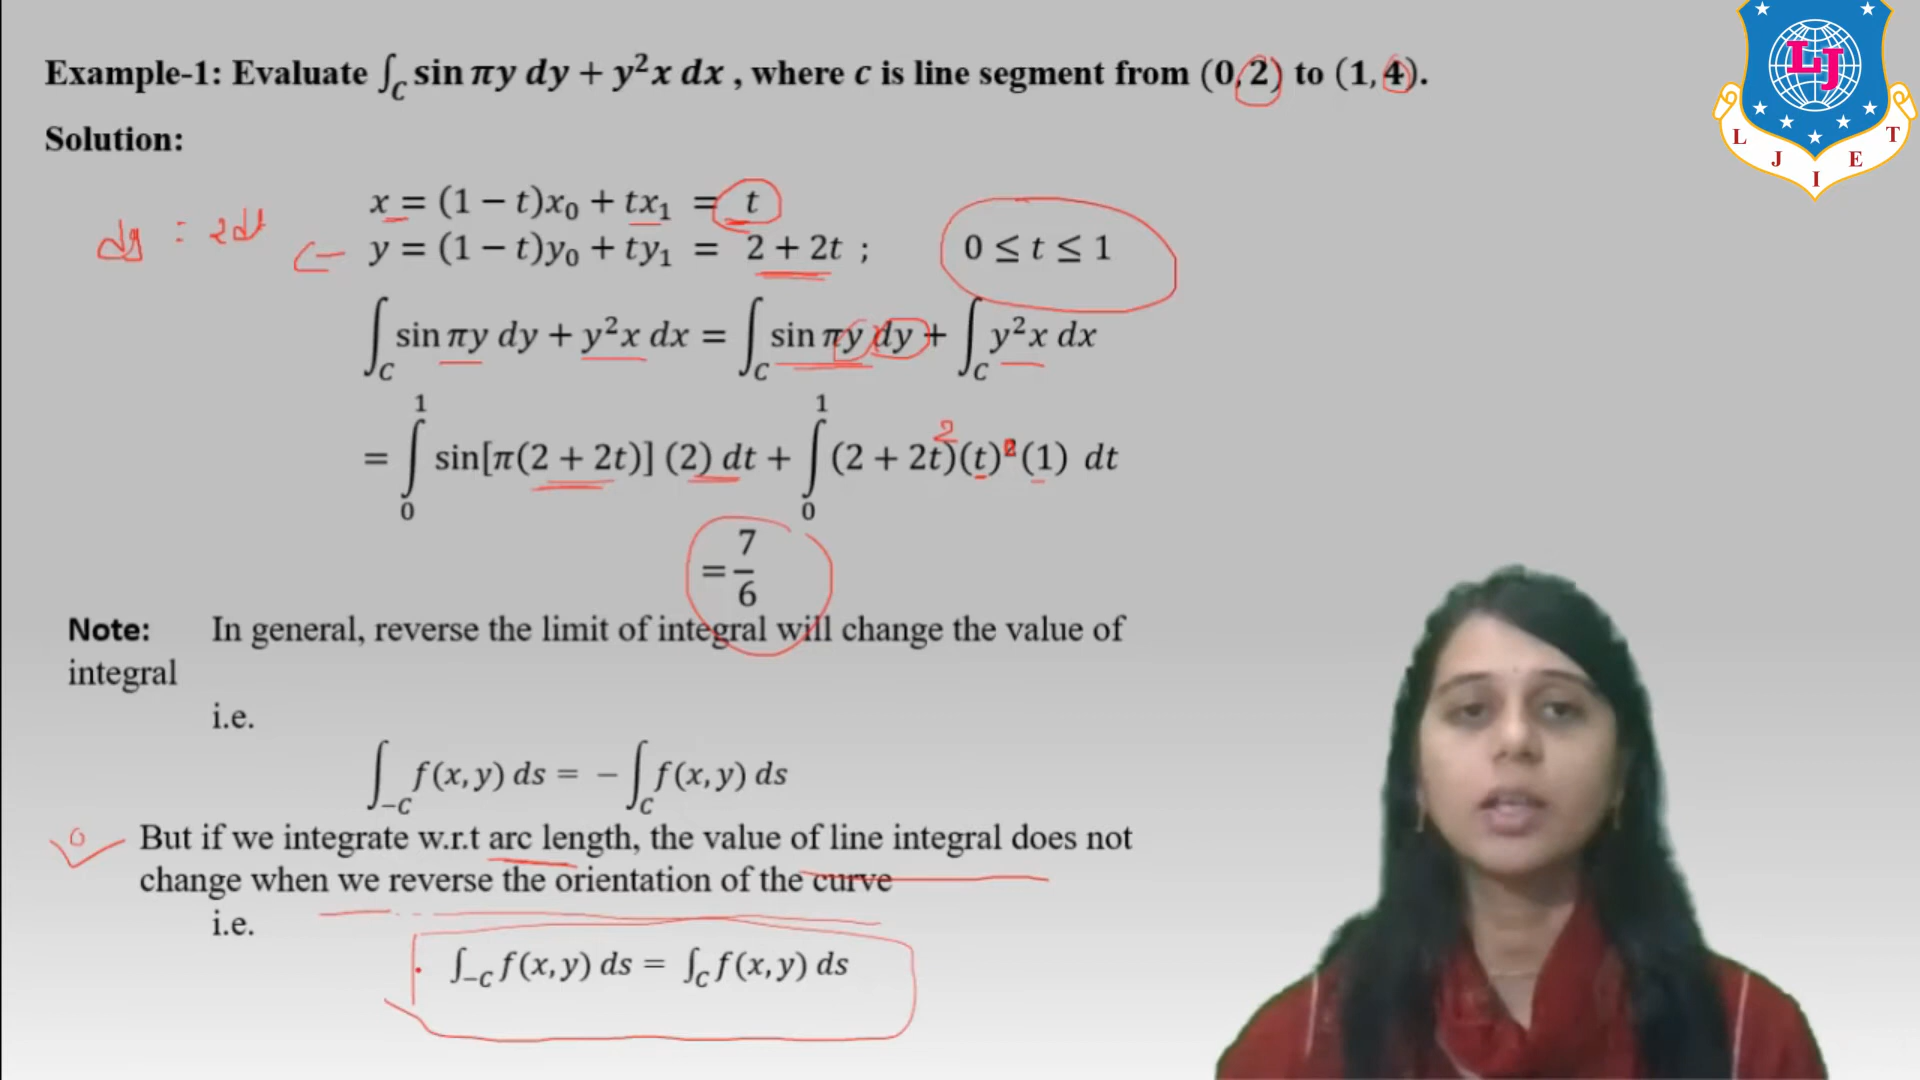 Example-1: Evaluate ∫_C sin πy dy + y²x dx , where c is line segment from (0, 2) to (1, 4).
Solution:
x = (1 − t)x₀ + tx₁ = t
dy = 2dt
y = (1 − t)y₀ + ty₁ = 2 + 2t ; 0 ≤ t ≤ 1
∫_C sin πy dy + y²x dx = ∫_C sin πy dy + ∫_C y²x dx
= ∫₀¹ sin[π(2 + 2t)] (2) dt + ∫₀¹ (2 + 2t)²(t) (1) dt
= 7/6
Note: In general, reverse the limit of integral will change the value of
integral
i.e.
∫_{−C} f(x, y) ds = − ∫_C f(x, y) ds
But if we integrate w.r.t arc length, the value of line integral does not
change when we reverse the orientation of the curve
i.e.
∫_{−C} f(x, y) ds = ∫_C f(x, y) ds
LJ
L J I E T